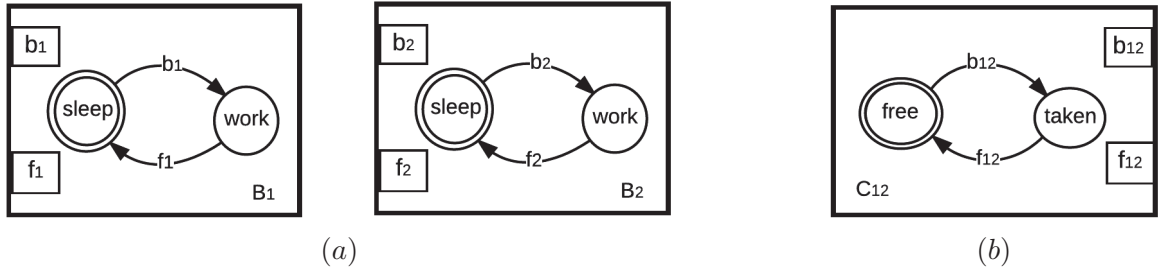 b1
b1
sleep
work
f1
f1
B1
b2
b2
sleep
work
f2
f2
B2
b12
b12
free
taken
f12
f12
C12
(a)
(b)